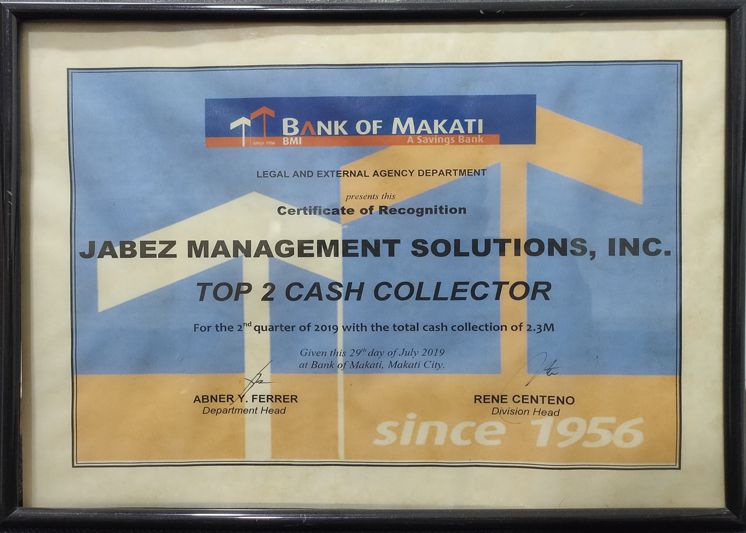 BANK OF MAKATI
since 1956 BMI A Savings Bank
LEGAL AND EXTERNAL AGENCY DEPARTMENT
presents this
Certificate of Recognition
JABEZ MANAGEMENT SOLUTIONS, INC.
TOP 2 CASH COLLECTOR
For the 2nd quarter of 2019 with the total cash collection of 2.3M
Given this 29th day of July 2019
at Bank of Makati, Makati City.
ABNER Y. FERRER
Department Head
RENE CENTENO
Division Head
since 1956